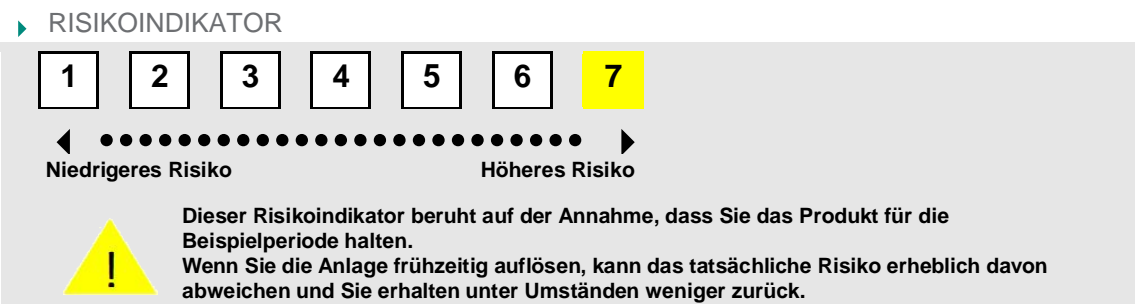 RISIKOINDIKATOR
1 2 3 4 5 6 7
Niedrigeres Risiko Höheres Risiko
Dieser Risikoindikator beruht auf der Annahme, dass Sie das Produkt für die
Beispielperiode halten.
Wenn Sie die Anlage frühzeitig auflösen, kann das tatsächliche Risiko erheblich davon
abweichen und Sie erhalten unter Umständen weniger zurück.
!